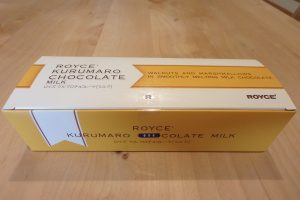 ROYCE'
KURUMARO
CHOCOLATE
MILK
WALNUTS AND MARSHMALLOWS
IN SMOOTHLY MELTING MILK CHOCOLATE
R
ROYCE'
ROYCE'
KURUMARO
COLATE MILK